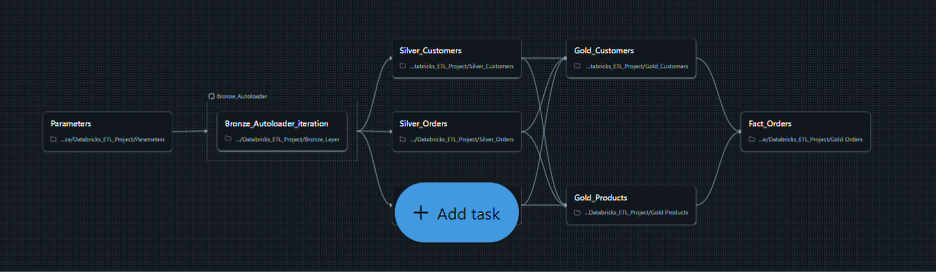 Silver_Customers
...tabricks_ETL_Project/Silver_Customers
Gold_Customers
...tabricks_ETL_Project/Gold_Customers
Bronze_Autoloader
Parameters
...ce/Databricks_ETL_Project/Parameters
Bronze_Autoloader_iteration
.../Databricks_ETL_Project/Bronze_Layer
Silver_Orders
.../Databricks_ETL_Project/Silver_Orders
Fact_Orders
...e/Databricks_ETL_Project/Gold Orders
+ Add task
Gold_Products
...Databricks_ETL_Project/Gold Products